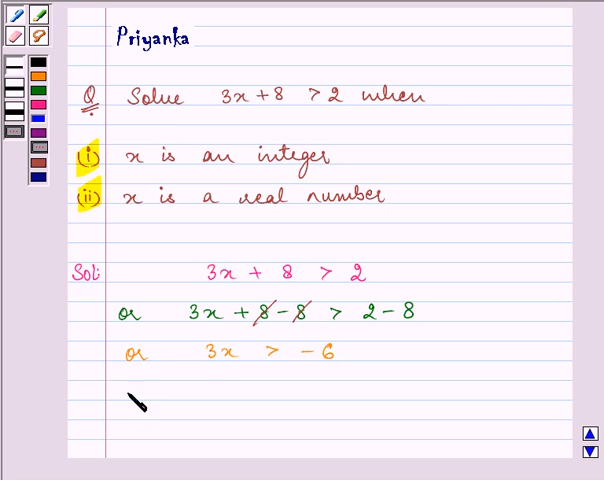 Priyanka
Q Solve 3x + 8 > 2 when
(i) x is an integer
(ii) x is a real number
Sol: 3x + 8 > 2
or 3x + 8 - 8 > 2 - 8
or 3x > - 6